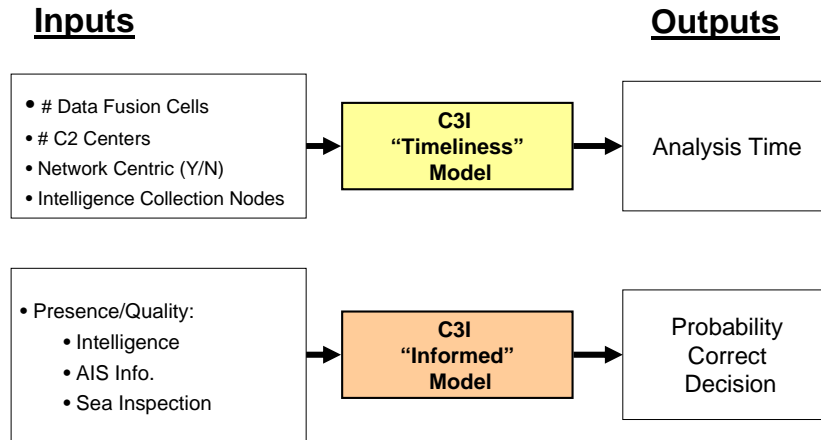 Inputs
Outputs
• # Data Fusion Cells
• # C2 Centers
• Network Centric (Y/N)
• Intelligence Collection Nodes
C3I
“Timeliness”
Model
Analysis Time
• Presence/Quality:
• Intelligence
• AIS Info.
• Sea Inspection
C3I
“Informed”
Model
Probability
Correct
Decision